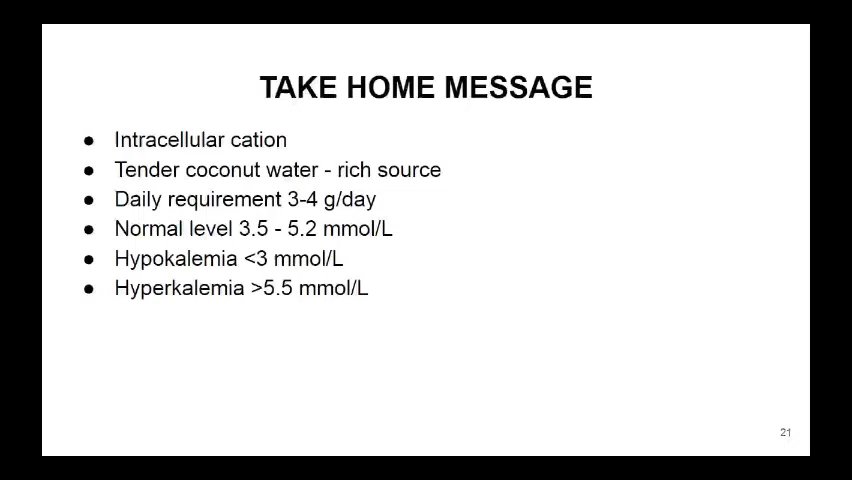 TAKE HOME MESSAGE
● Intracellular cation
● Tender coconut water - rich source
● Daily requirement 3-4 g/day
● Normal level 3.5 - 5.2 mmol/L
● Hypokalemia <3 mmol/L
● Hyperkalemia >5.5 mmol/L
21